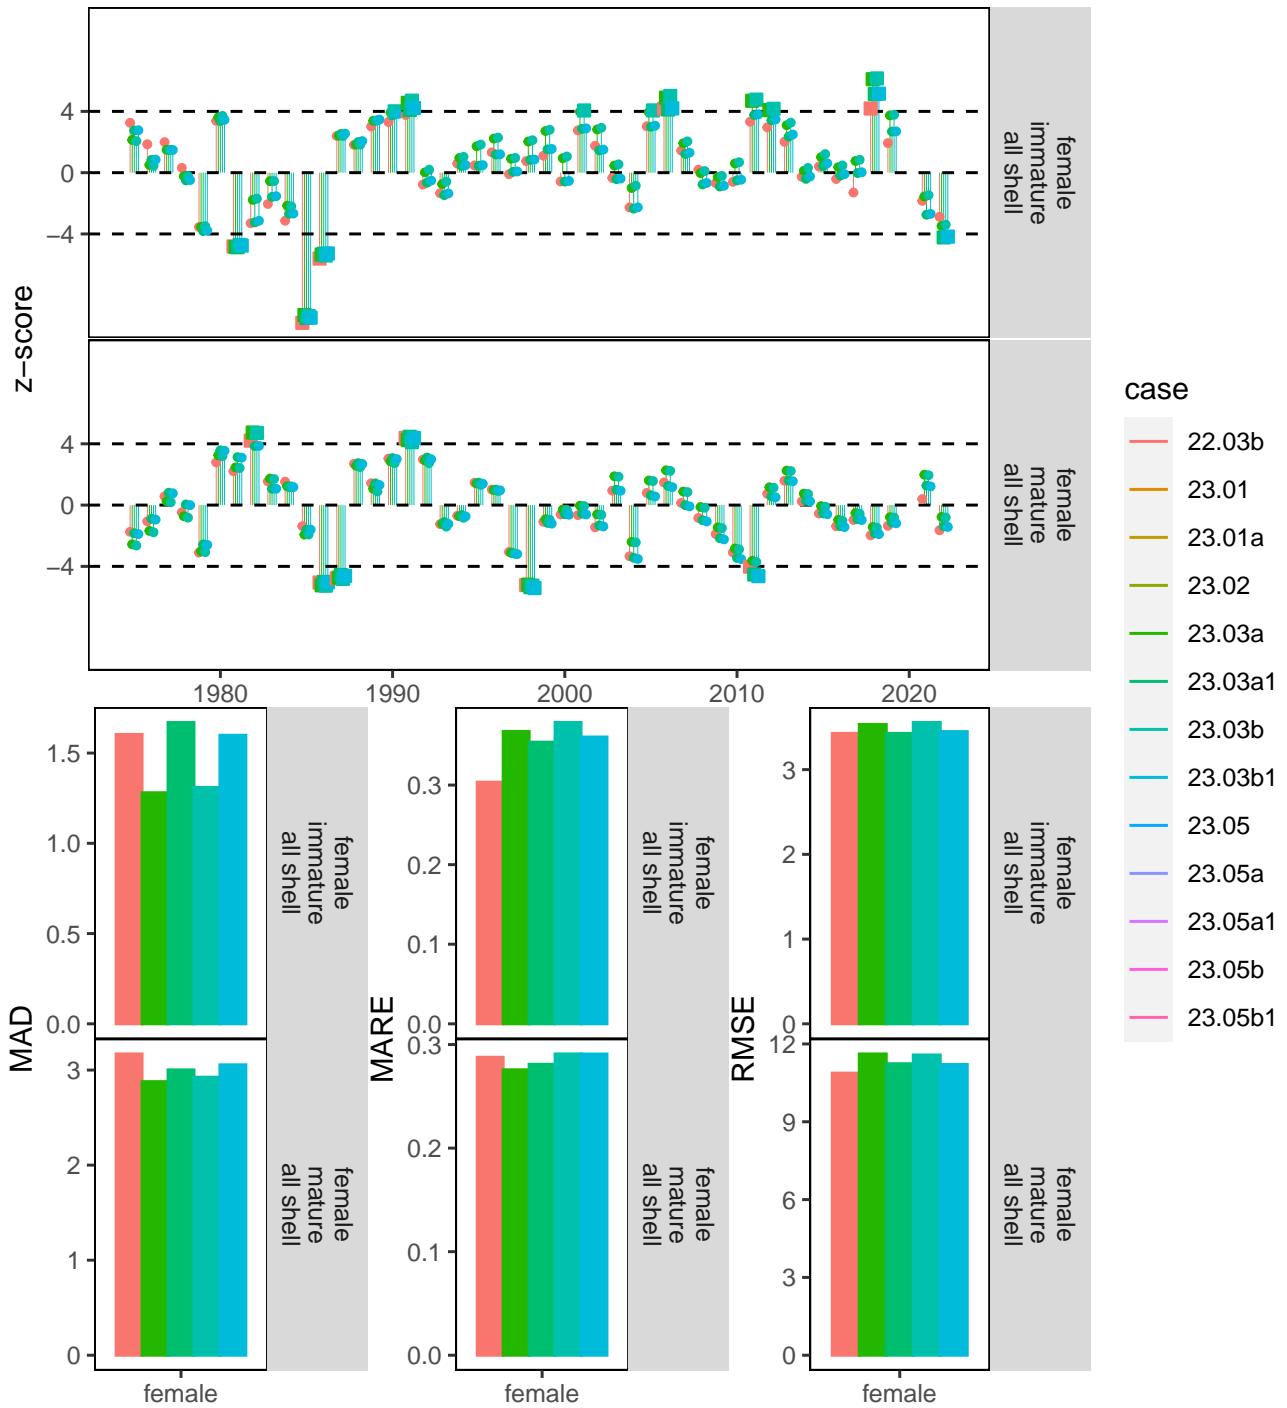 z−score
4
0
−4
female
immature
all shell
4
0
−4
female
mature
all shell
1980
1990
2000
2010
2020
MAD
1.5
1.0
0.5
0.0
female
immature
all shell
3
2
1
0
female
mature
all shell
female
MARE
0.3
0.2
0.1
0.0
female
immature
all shell
0.3
0.2
0.1
0.0
female
mature
all shell
female
RMSE
3
2
1
0
female
immature
all shell
12
9
6
3
0
female
mature
all shell
female
case
22.03b
23.01
23.01a
23.02
23.03a
23.03a1
23.03b
23.03b1
23.05
23.05a
23.05a1
23.05b
23.05b1